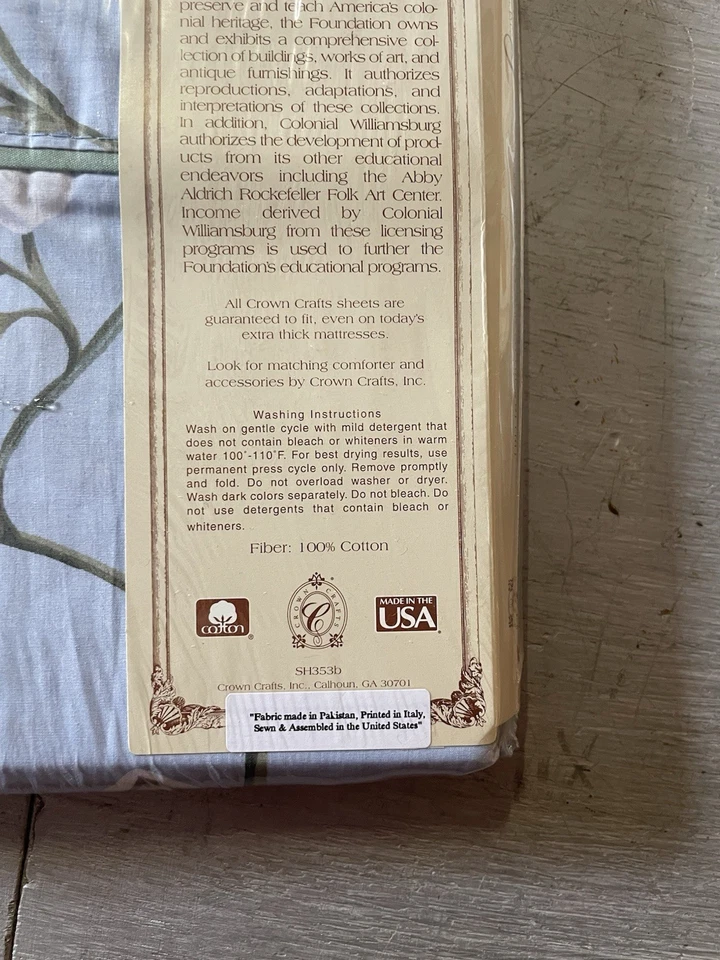 preserve and teach America's colo-
nial heritage, the Foundation owns
and exhibits a comprehensive col-
lection of buildings, works of art, and
antique furnishings. It authorizes
reproductions, adaptations, and
interpretations of these collections.
In addition, Colonial Williamsburg
authorizes the development of prod-
ucts from its other educational
endeavors including the Abby
Aldrich Rockefeller Folk Art Center.
Income derived by Colonial
Williamsburg from these licensing
programs is used to further the
Foundation's educational programs.
All Crown Crafts sheets are
guaranteed to fit, even on today's
extra thick mattresses.
Look for matching comforter and
accessories by Crown Crafts, Inc.
Washing Instructions
Wash on gentle cycle with mild detergent that
does not contain bleach or whiteners in warm
water 100°-110°F. For best drying results, use
permanent press cycle only. Remove promptly
and fold. Do not overload washer or dryer.
Wash dark colors separately. Do not bleach. Do
not use detergents that contain bleach or
whiteners.
Fiber: 100% Cotton
cotton ®
CROWN CRAFTS
C
MADE IN THE
USA
SH353b
Crown Crafts, Inc., Calhoun, GA 30701
"Fabric made in Pakistan, Printed in Italy,
Sewn & Assembled in the United States"